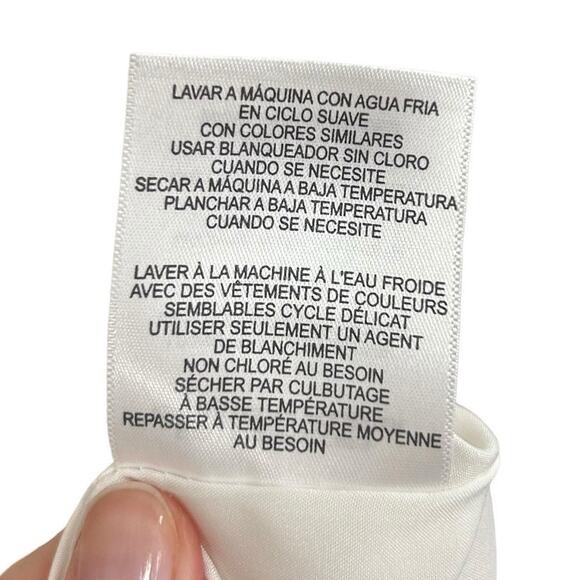 LAVAR A MÁQUINA CON AGUA FRIA
EN CICLO SUAVE
CON COLORES SIMILARES
USAR BLANQUEADOR SIN CLORO
CUANDO SE NECESITE
SECAR A MÁQUINA A BAJA TEMPERATURA
PLANCHAR A BAJA TEMPERATURA
CUANDO SE NECESITE
LAVER À LA MACHINE À L'EAU FROIDE
AVEC DES VÊTEMENTS DE COULEURS
SEMBLABLES CYCLE DÉLICAT
UTILISER SEULEMENT UN AGENT
DE BLANCHIMENT
NON CHLORÉ AU BESOIN
SÉCHER PAR CULBUTAGE
À BASSE TEMPÉRATURE
REPASSER À TEMPÉRATURE MOYENNE
AU BESOIN